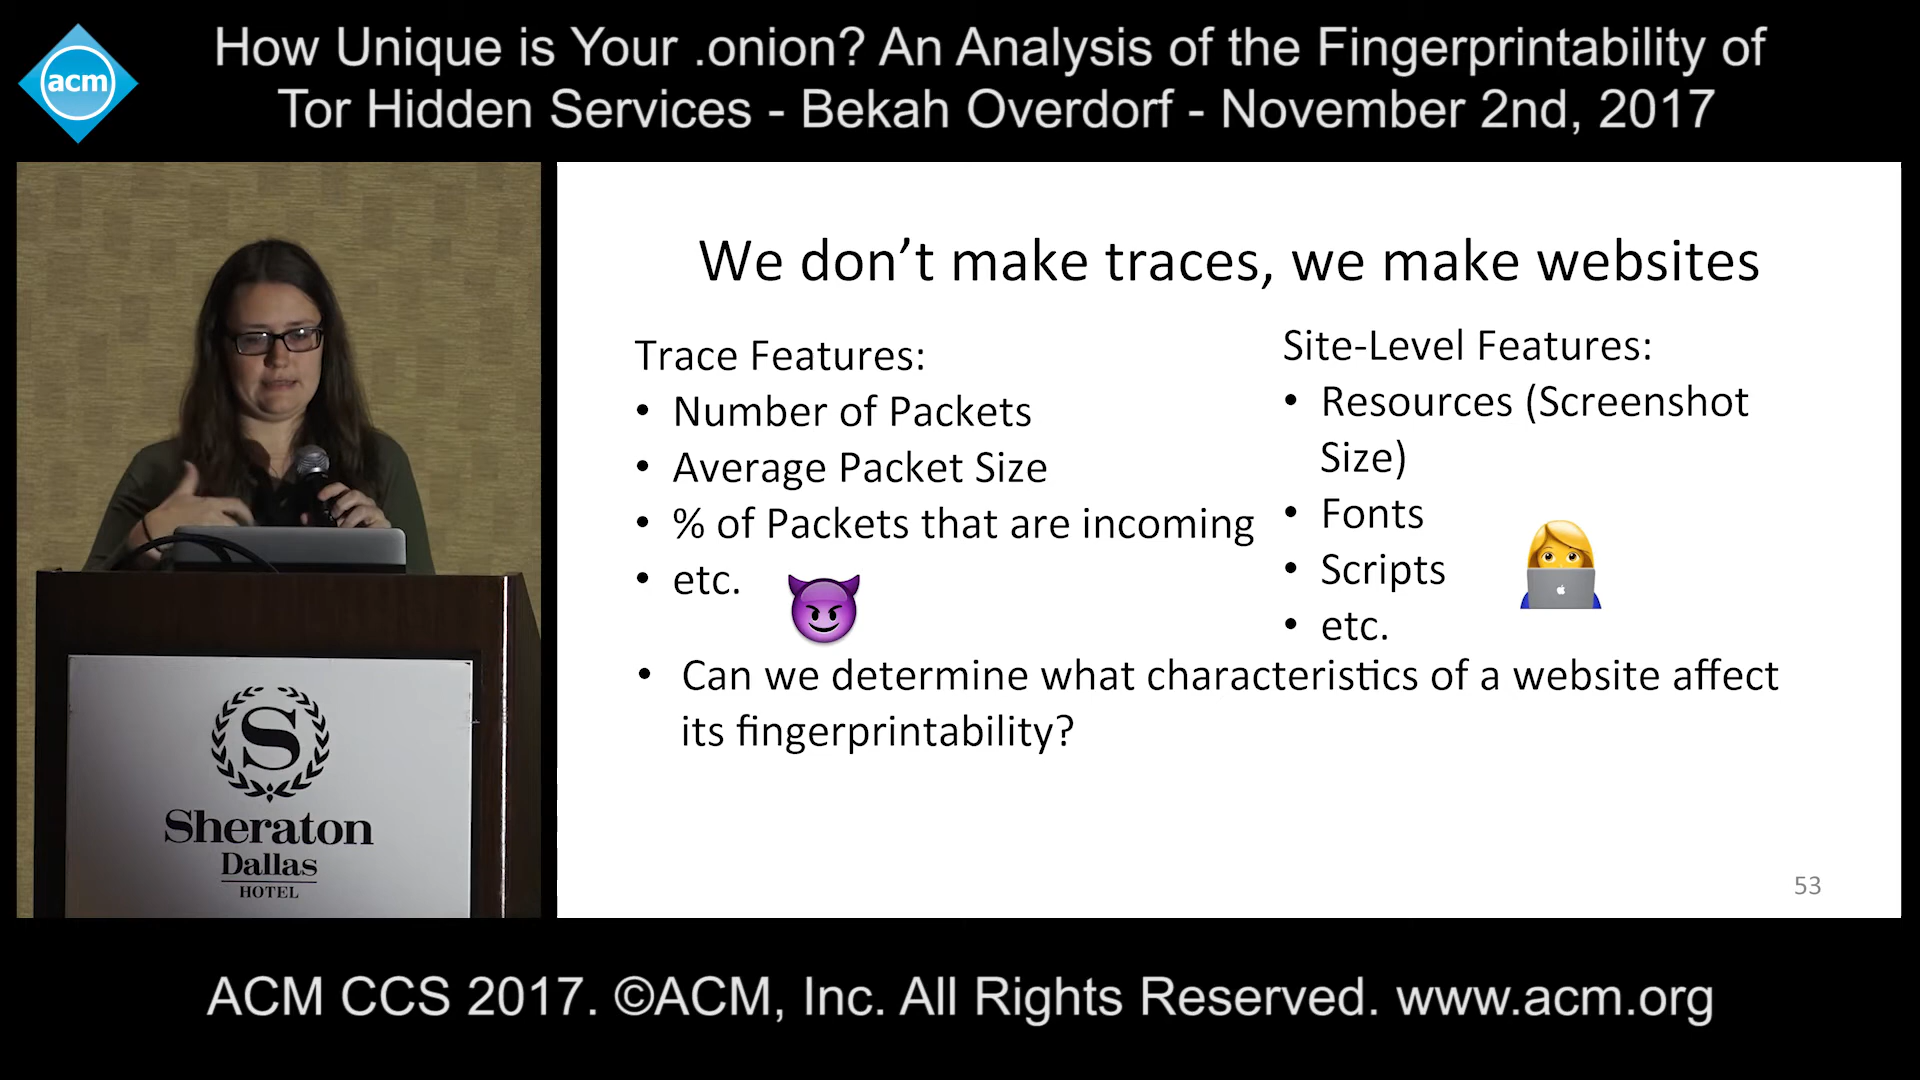 acm
How Unique is Your .onion? An Analysis of the Fingerprintability of
Tor Hidden Services - Bekah Overdorf - November 2nd, 2017
We don’t make traces, we make websites
Trace Features:
• Number of Packets
• Average Packet Size
• % of Packets that are incoming
• etc.
Site-Level Features:
• Resources (Screenshot
Size)
• Fonts
• Scripts
• etc.
• Can we determine what characteristics of a website affect
its fingerprintability?
53
S
Sheraton
Dallas
HOTEL
ACM CCS 2017. ©ACM, Inc. All Rights Reserved. www.acm.org